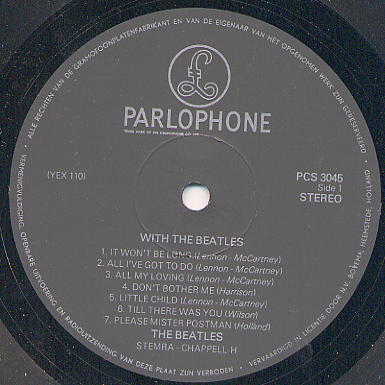 ALLE RECHTEN VAN DE GRAMOFOONPLATENFABRIKANT EN VAN DE EIGENAAR VAN HET OPGENOMEN WERK ZIJN GERESERVEERD •
£
PARLOPHONE
(YEX 110)
PCS 3045
Side 1
STEREO
WITH THE BEATLES
1. IT WON'T BE LONG (Lennon - McCartney)
2. ALL I'VE GOT TO DO (Lennon - McCartney)
3. ALL MY LOVING (Lennon - McCartney)
4. DON'T BOTHER ME (Harrison)
5. LITTLE CHILD (Lennon - McCartney)
6. TILL THERE WAS YOU (Wilson)
7. PLEASE MISTER POSTMAN (Holland)
THE BEATLES
STEMRA - CHAPPELL-H
VERMENIGVULDIGING, OPENBARE UITVOERING EN RADIOUITZENDING VAN DEZE PLAAT ZIJN VERBODEN • VERVAARDIGD IN LICENTIE DOOR N.V. BOVEMA, HEEMSTEDE, HOLLAND •